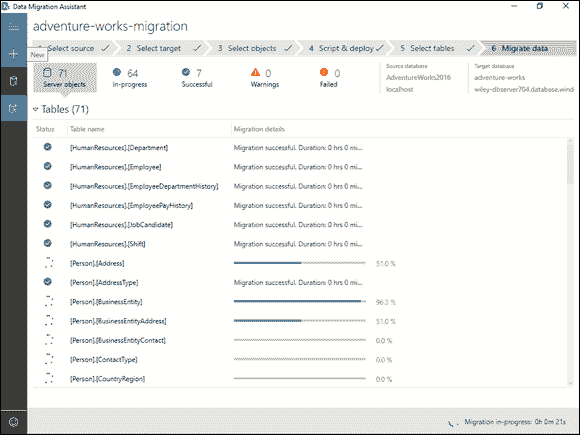 Data Migration Assistant
adventure-works-migration
New
1 Select source
2 Select target
3 Select objects
4 Script & deploy
5 Select tables
6 Migrate data
71
Server objects
64
In-progress
7
Successful
0
Warnings
0
Failed
Source database
AdventureWorks2016
localhost
Target database
adventure-works
wiley-dbserver704.database.wind
Tables (71)
Status Table name Migration details
[HumanResources].[Department] Migration successful. Duration: 0 hrs 0 mi...
[HumanResources].[Employee] Migration successful. Duration: 0 hrs 0 mi...
[HumanResources].[EmployeeDepartmentHistory] Migration successful. Duration: 0 hrs 0 mi...
[HumanResources].[EmployeePayHistory] Migration successful. Duration: 0 hrs 0 mi...
[HumanResources].[JobCandidate] Migration successful. Duration: 0 hrs 0 mi...
[HumanResources].[Shift] Migration successful. Duration: 0 hrs 0 mi...
[Person].[Address] 51.0 %
[Person].[AddressType] Migration successful. Duration: 0 hrs 0 mi...
[Person].[BusinessEntity] 96.3 %
[Person].[BusinessEntityAddress] 51.0 %
[Person].[BusinessEntityContact] 0.0 %
[Person].[ContactType] 0.0 %
[Person].[CountryRegion] 0.0 %
Migration in-progress: 0h 0m 21s